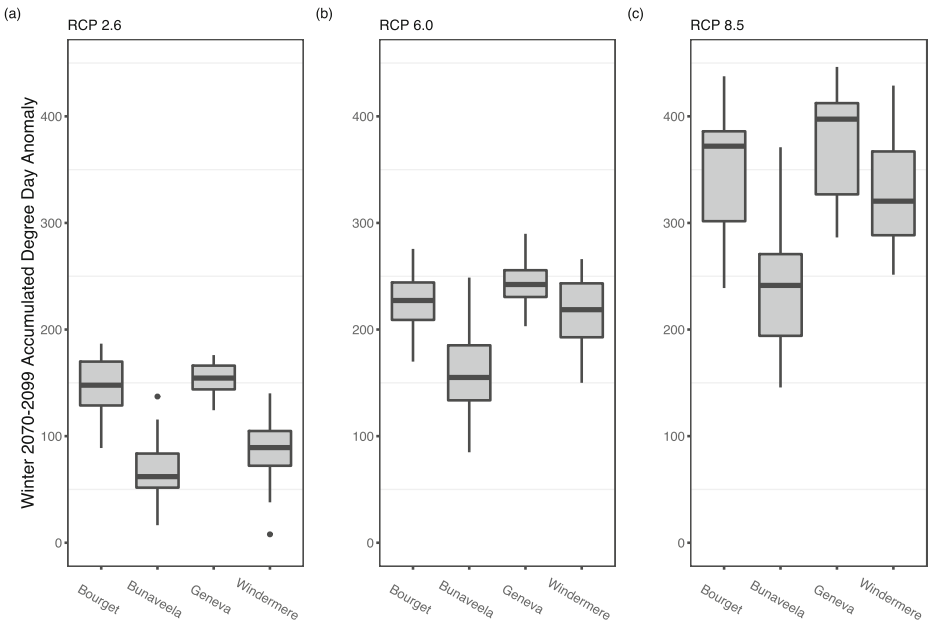 (a)
RCP 2.6
(b)
RCP 6.0
(c)
RCP 8.5
Winter 2070-2099 Accumulated Degree Day Anomaly
400
300
200
100
0
Bourget
Bunaveela
Geneva
Windermere
400
300
200
100
0
Bourget
Bunaveela
Geneva
Windermere
400
300
200
100
0
Bourget
Bunaveela
Geneva
Windermere